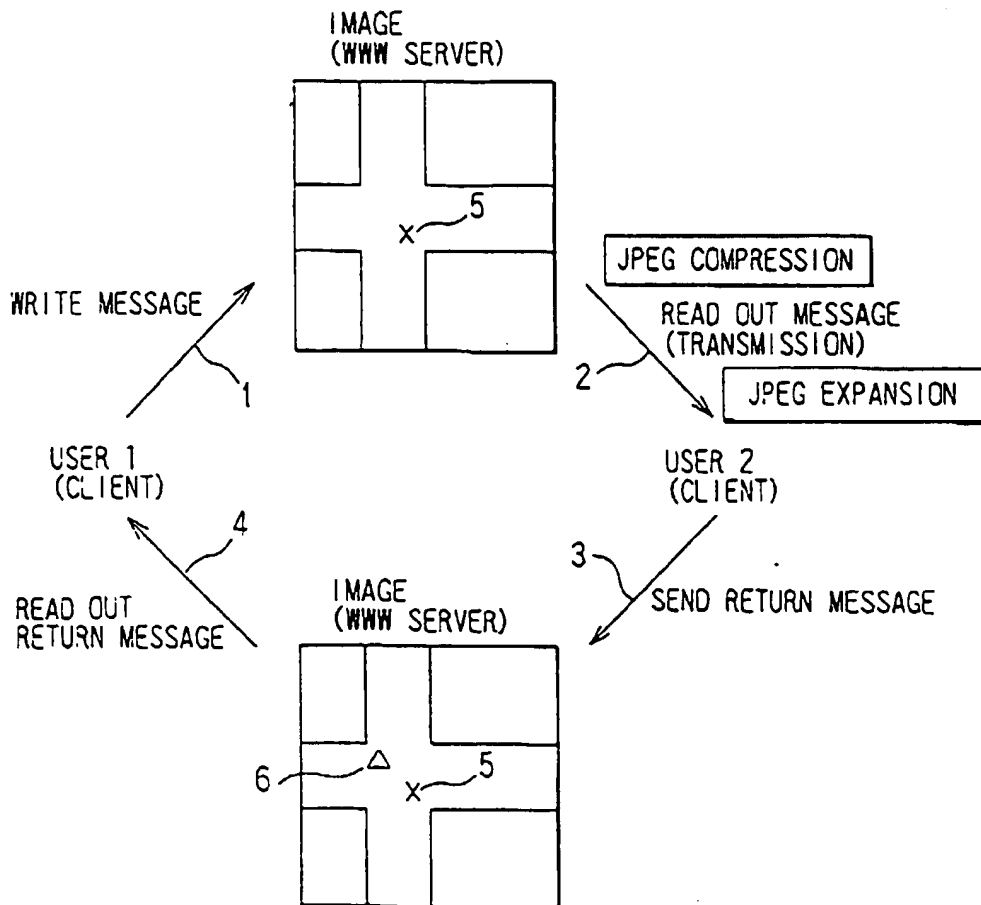 IMAGE
(WWW SERVER)
5
X
JPEG COMPRESSION
WRITE MESSAGE
1
READ OUT MESSAGE
(TRANSMISSION)
2
JPEG EXPANSION
USER 1
(CLIENT)
USER 2
(CLIENT)
4
3
READ OUT
RETURN MESSAGE
IMAGE
(WWW SERVER)
SEND RETURN MESSAGE
6
△
5
X